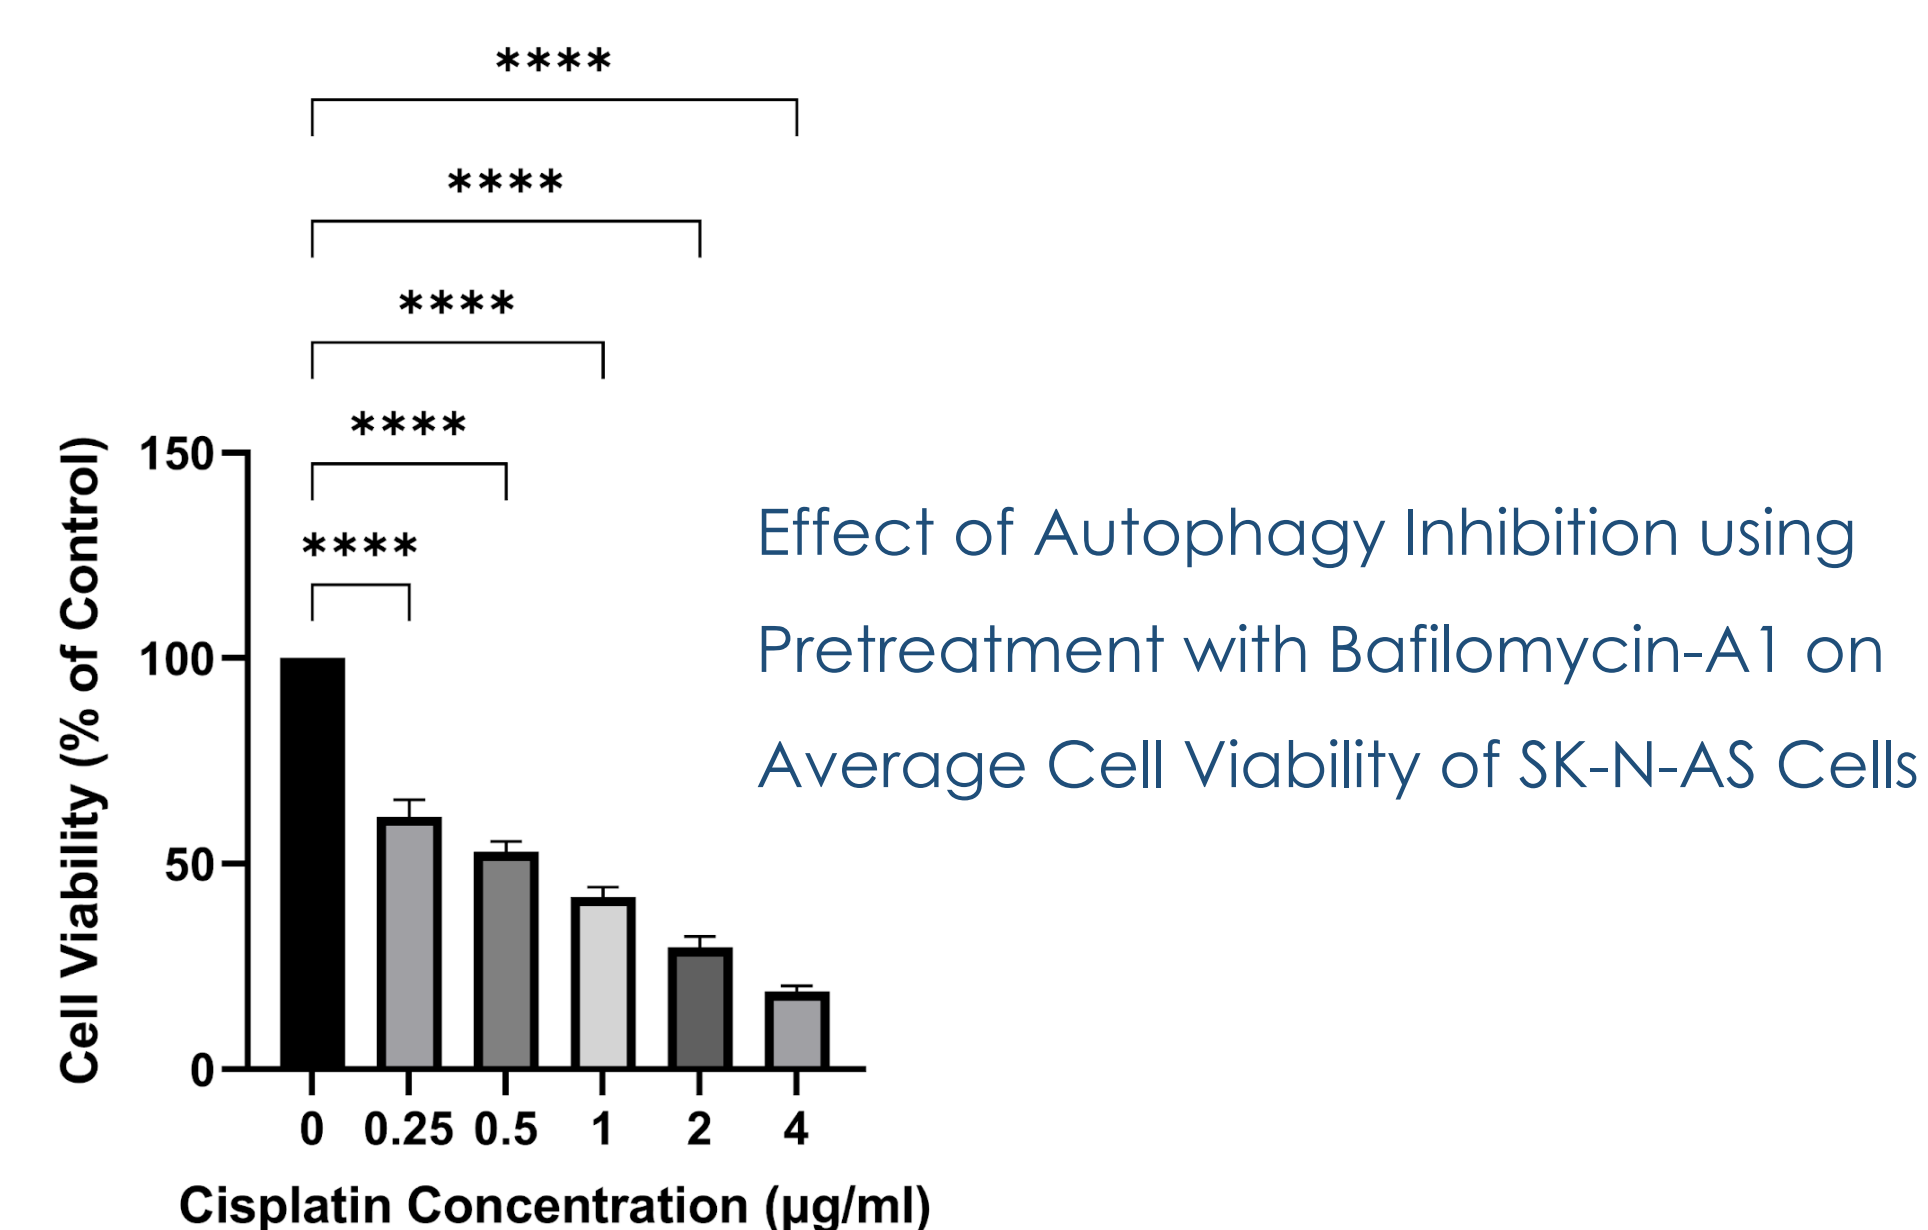 ****
****
****
****
****
Cell Viability (% of Control)
150
100
50
0
0 0.25 0.5 1 2 4
Cisplatin Concentration (µg/ml)
Effect of Autophagy Inhibition using
Pretreatment with Bafilomycin-A1 on
Average Cell Viability of SK-N-AS Cells